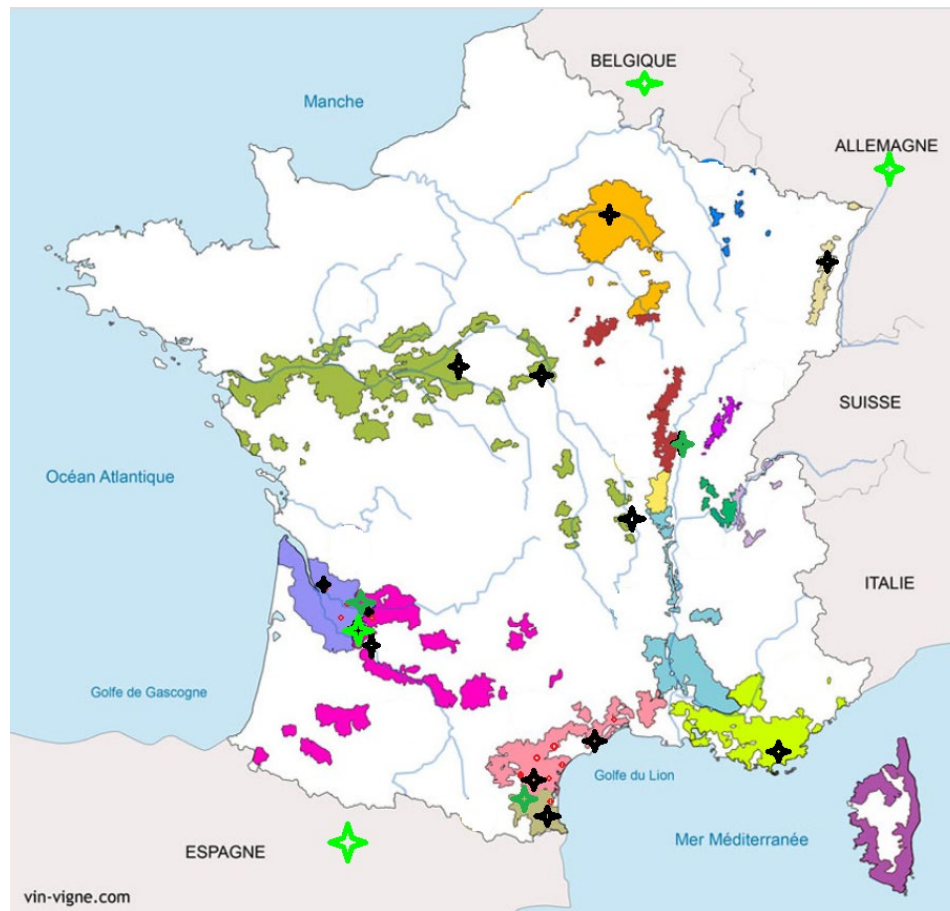 BELGIQUE
Manche
ALLEMAGNE
SUISSE
Océan Atlantique
ITALIE
Golfe de Gascogne
Golfe du Lion
Mer Méditerranée
ESPAGNE
vin-vigne.com